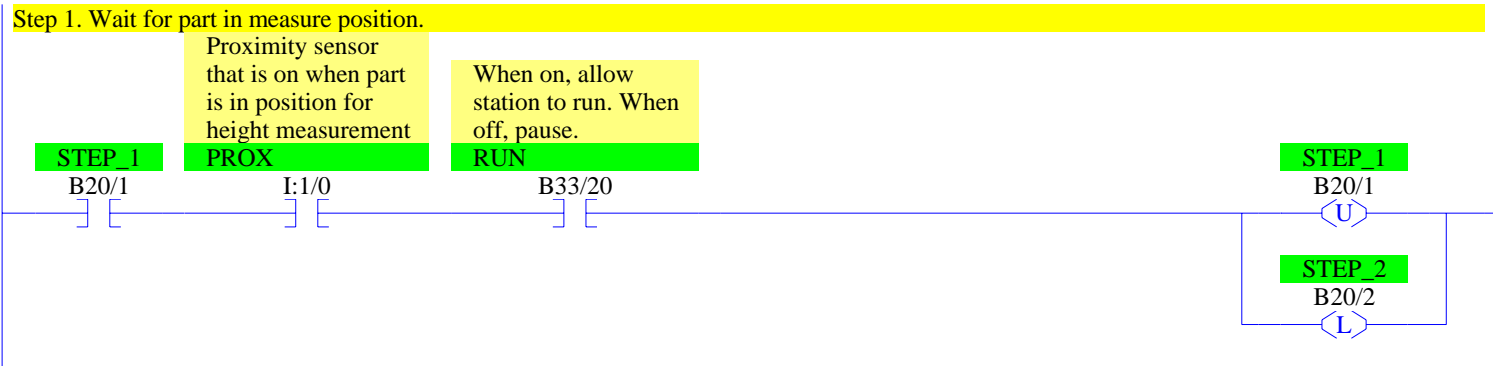 Step 1. Wait for part in measure position.
Proximity sensor
that is on when part
is in position for
height measurement
When on, allow
station to run. When
off, pause.
STEP_1
PROX
RUN
STEP_1
B20/1
I:1/0
B33/20
B20/1
U
STEP_2
B20/2
L